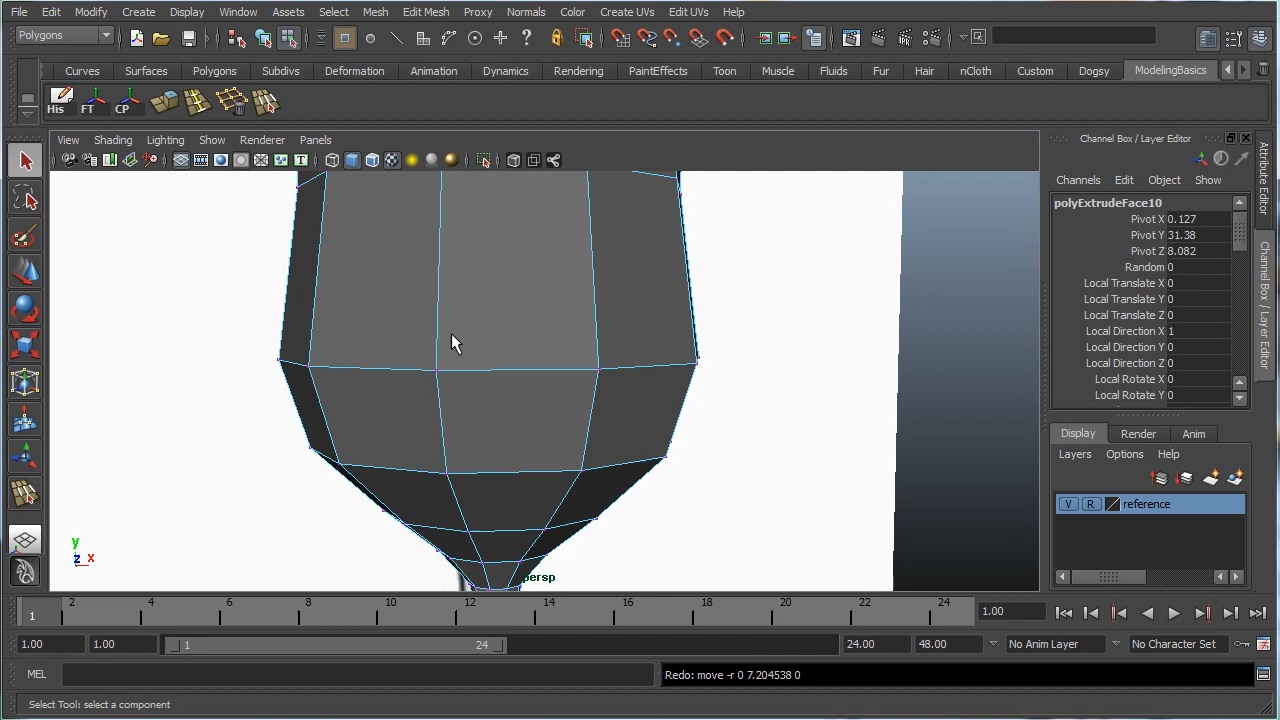 File Edit Modify Create Display Window Assets Select Mesh Edit Mesh Proxy Normals Color Create UVs Edit UVs Help
Polygons
Curves Surfaces Polygons Subdivs Deformation Animation Dynamics Rendering PaintEffects Toon Muscle Fluids Fur Hair nCloth Custom Dogsy ModelingBasics
His FT CP
View Shading Lighting Show Renderer Panels
Channel Box / Layer Editor
Channels Edit Object Show
polyExtrudeFace10
Pivot X 0.127
Pivot Y 31.38
Pivot Z 8.082
Random 0
Local Translate X 0
Local Translate Y 0
Local Translate Z 0
Local Direction X 1
Local Direction Y 0
Local Direction Z 0
Local Rotate X 0
Local Rotate Y 0
Attribute Editor
Channel Box / Layer Editor
Display Render Anim
Layers Options Help
V R reference
y
z x
persp
1 2 4 6 8 10 12 14 16 18 20 22 24 1.00
1.00 1.00 1 24 24.00 48.00 No Anim Layer No Character Set
MEL Redo: move -r 0 7.204538 0
Select Tool: select a component